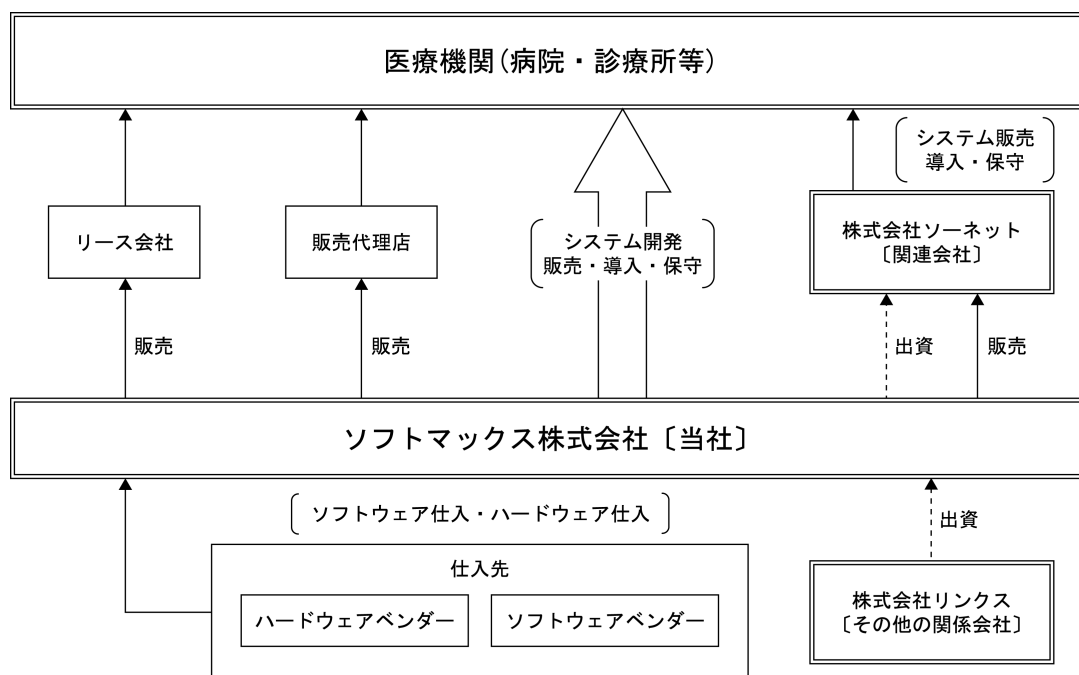 医療機関(病院・診療所等)
システム販売
導入・保守
リース会社
販売代理店
システム開発
販売・導入・保守
株式会社ソーネット
〔関連会社〕
販売
販売
出資
販売
ソフトマックス株式会社〔当社〕
ソフトウェア仕入・ハードウェア仕入
出資
仕入先
ハードウェアベンダー
ソフトウェアベンダー
株式会社リンクス
〔その他の関係会社〕